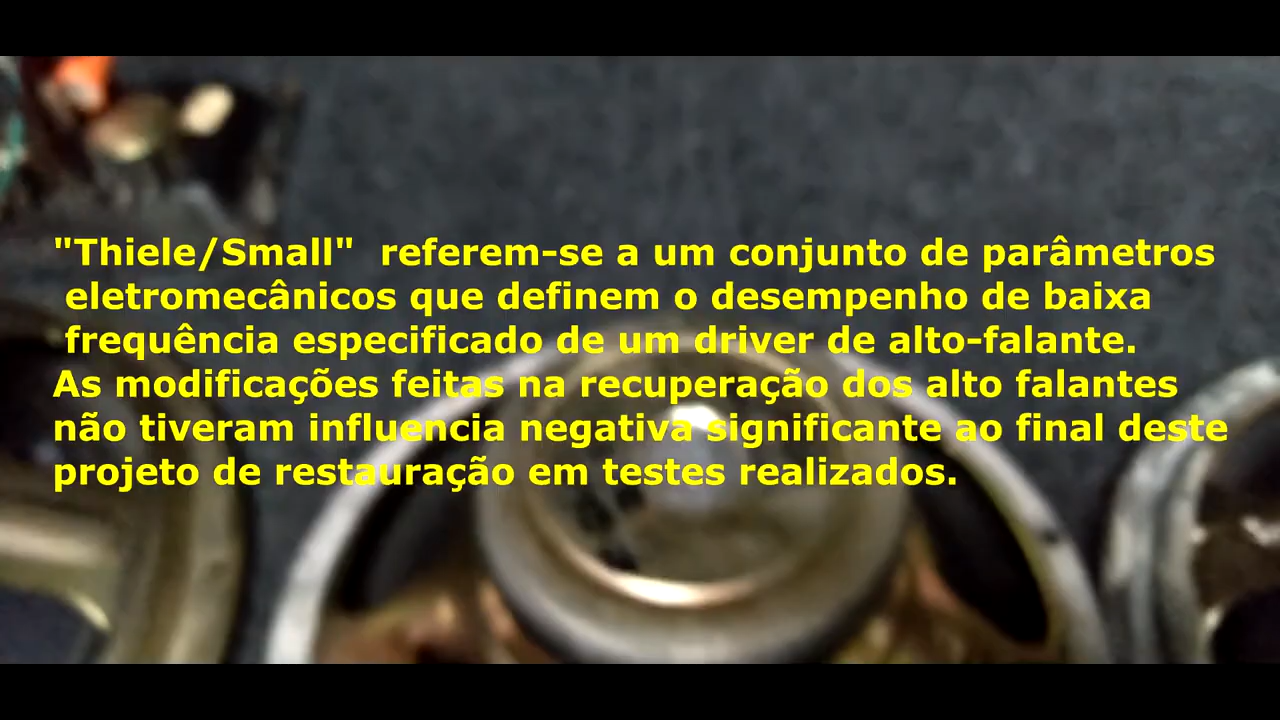 "Thiele/Small"  referem-se a um conjunto de parâmetros
eletromecânicos que definem o desempenho de baixa
frequência especificado de um driver de alto-falante.
As modificações feitas na recuperação dos alto falantes
não tiveram influencia negativa significante ao final deste
projeto de restauração em testes realizados.